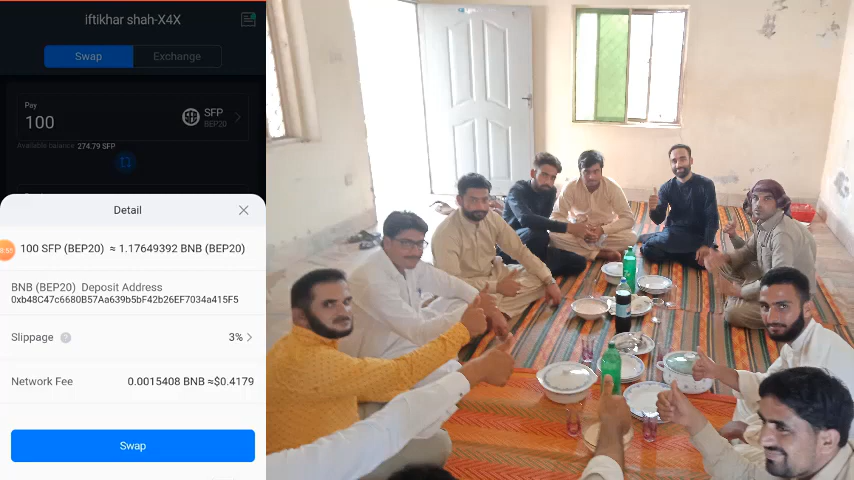 iftikhar shah-X4X
Swap
Exchange
Pay
100
SFP
BEP20
Available balance 274.79 SFP
Detail
100 SFP (BEP20) ≈ 1.17649392 BNB (BEP20)
BNB (BEP20) Deposit Address
0xb48C47c6680B57Aa639b5bF42b26EF7034a415F5
Slippage ?
3%
Network Fee
0.0015408 BNB ≈$0.4179
Swap